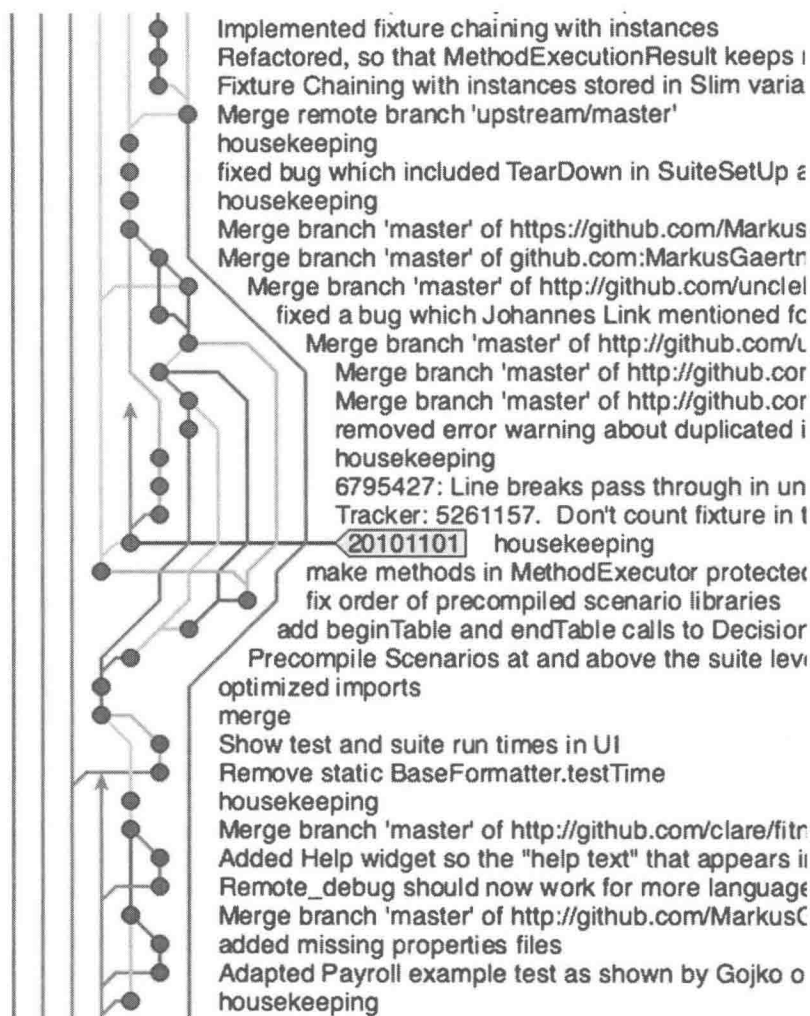 Implemented fixture chaining with instances
Refactored, so that MethodExecutionResult keeps
Fixture Chaining with instances stored in Slim varia
Merge remote branch 'upstream/master'
housekeeping
fixed bug which included TearDown in SuiteSetUp a
housekeeping
Merge branch 'master' of https://github.com/Markus
Merge branch 'master' of github.com:MarkusGaertn
Merge branch 'master' of http://github.com/unclel
fixed a bug which Johannes Link mentioned fo
Merge branch 'master' of http://github.com/u
Merge branch 'master' of http://github.cor
Merge branch 'master' of http://github.cor
removed error warning about duplicated i
housekeeping
6795427: Line breaks pass through in un
Tracker: 5261157. Don't count fixture in t
20101101 housekeeping
make methods in MethodExecutor protected
fix order of precompiled scenario libraries
add beginTable and endTable calls to Decision
Precompile Scenarios at and above the suite leve
optimized imports
merge
Show test and suite run times in UI
Remove static BaseFormatter.testTime
housekeeping
Merge branch 'master' of http://github.com/clare/fitn
Added Help widget so the "help text" that appears i
Remote_debug should now work for more language
Merge branch 'master' of http://github.com/MarkusG
added missing properties files
Adapted Payroll example test as shown by Gojko o
housekeeping